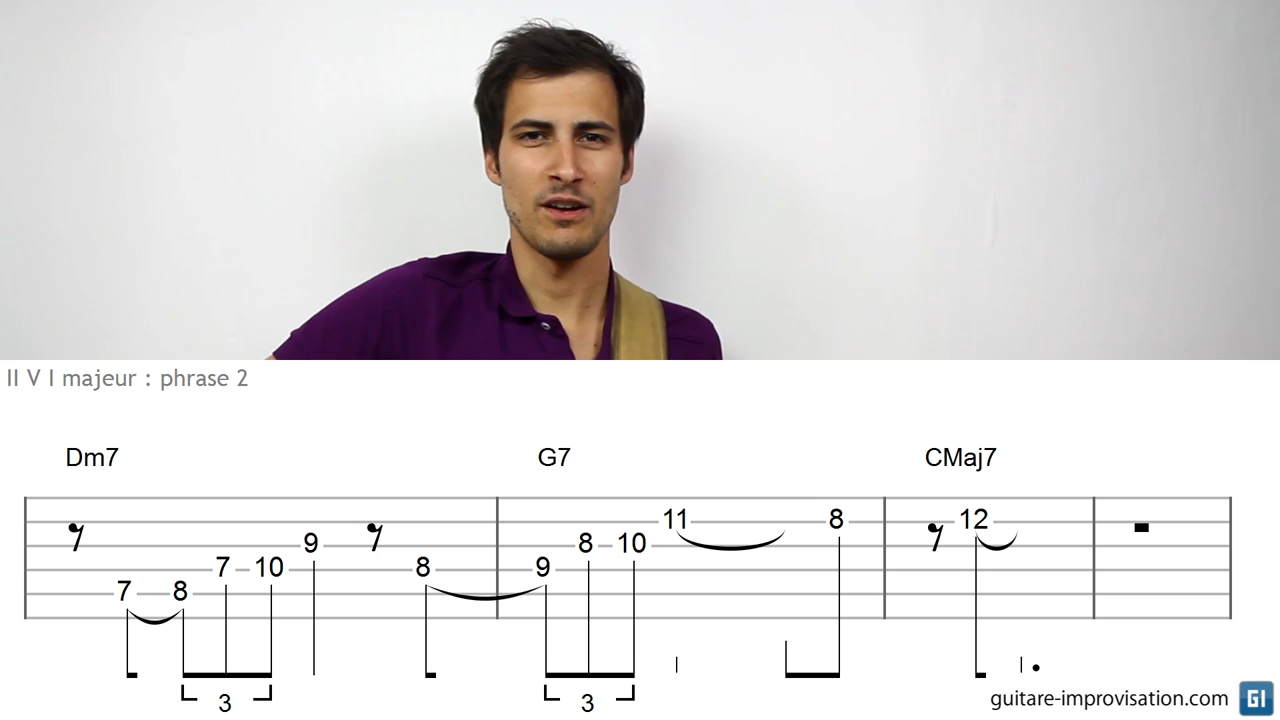 II V I majeur : phrase 2
Dm7 G7 CMaj7
11 8 12
9 8 10
7 10 8 9
7 8
3 3
guitare-improvisation.com GI